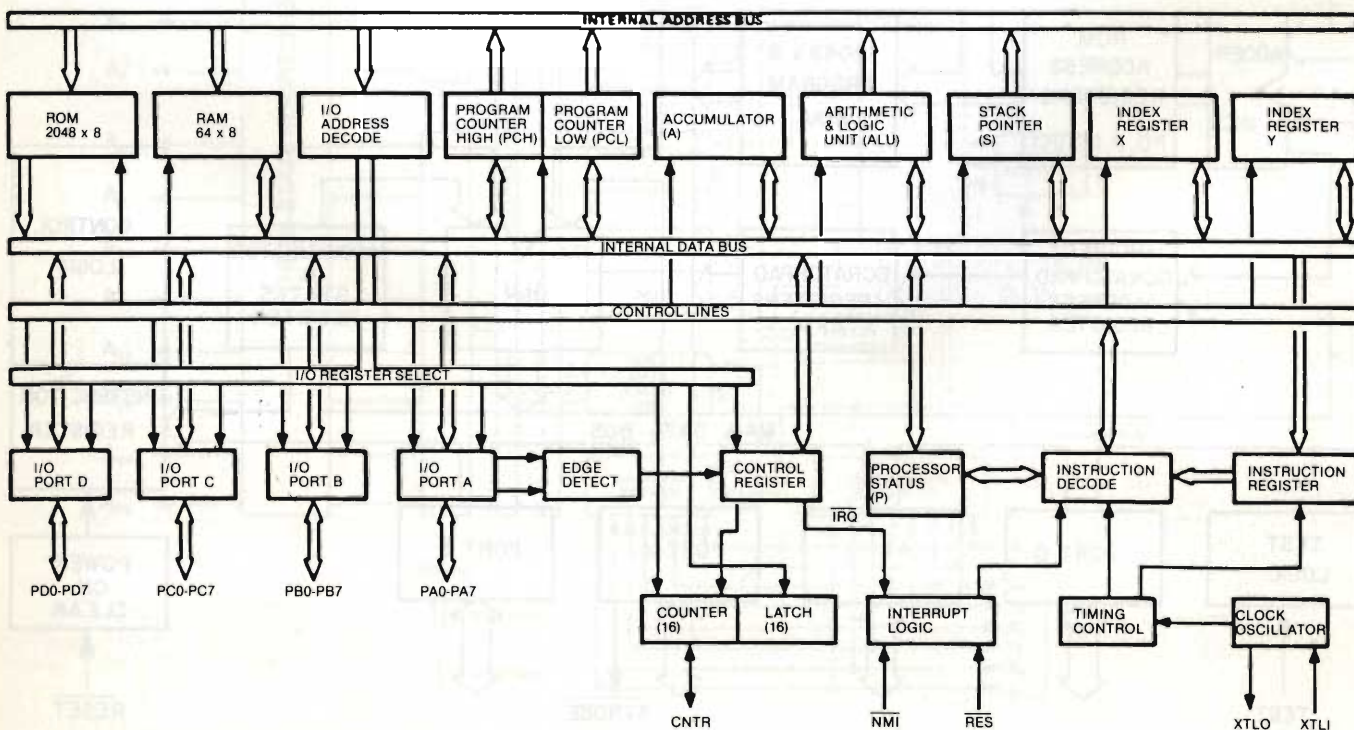 INTERNAL ADDRESS BUS
ROM
2048 x 8
RAM
64 x 8
I/O
ADDRESS
DECODE
PROGRAM
COUNTER
HIGH (PCH)
PROGRAM
COUNTER
LOW (PCL)
ACCUMULATOR
(A)
ARITHMETIC
& LOGIC
UNIT (ALU)
STACK
POINTER
(S)
INDEX
REGISTER
X
INDEX
REGISTER
Y
INTERNAL DATA BUS
CONTROL LINES
I/O REGISTER SELECT
I/O
PORT D
I/O
PORT C
I/O
PORT B
I/O
PORT A
EDGE
DETECT
CONTROL
REGISTER
PROCESSOR
STATUS
(P)
INSTRUCTION
DECODE
INSTRUCTION
REGISTER
IRQ
PD0-PD7
PC0-PC7
PB0-PB7
PA0-PA7
COUNTER
(16)
LATCH
(16)
INTERRUPT
LOGIC
TIMING
CONTROL
CLOCK
OSCILLATOR
CNTR
NMI
RES
XTLO
XTLI